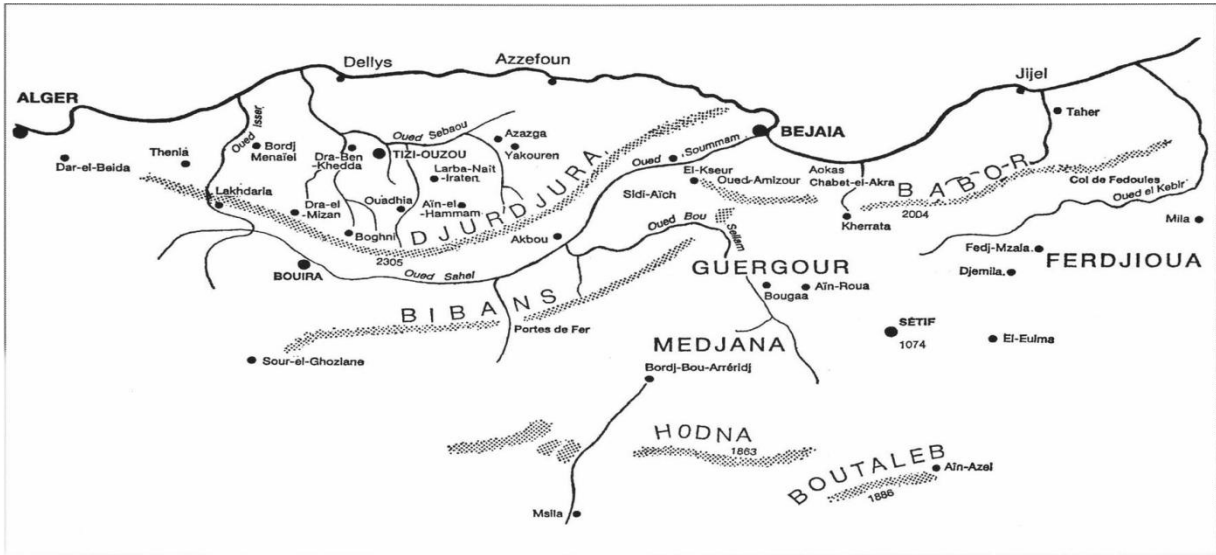 Dellys
Azzefoun
ALGER
Jijel
Taher
Oued Isser
Bordj
Menaïel
Oued Sebaou
Azazga
Yakouren
BEJAIA
Dar-el-Beida
Theniá
Dra-Ben
-Khedda
TIZI-OUZOU
Larba-Naït
-Iraten
Oued Soummam
El-Kseur
Oued-Amizour
Aokas
Chabet-el-Akra
BABOR
2004
Col de Fedoules
Oued el Kebir
Mila
Lakhdaria
Dra-el
-Mizan
Ouadhia
Aïn-el
-Hammam
DJURDJURA
2305
Sidi-Aïch
Kherrata
Boghni
Akbou
Oued Bou Sellam
BOUIRA
Oued Sahel
GUERGOUR
Bougaa
Aïn-Roua
Fedj-Mzala
Djemila
FERDJIOUA
BIBANS
Portes de Fer
SÉTIF
1074
El-Eulma
Sour-el-Ghozlane
MEDJANA
Bordj-Bou-Arréridj
HODNA
1863
BOUTALEB
1886
Aïn-Azel
Msila